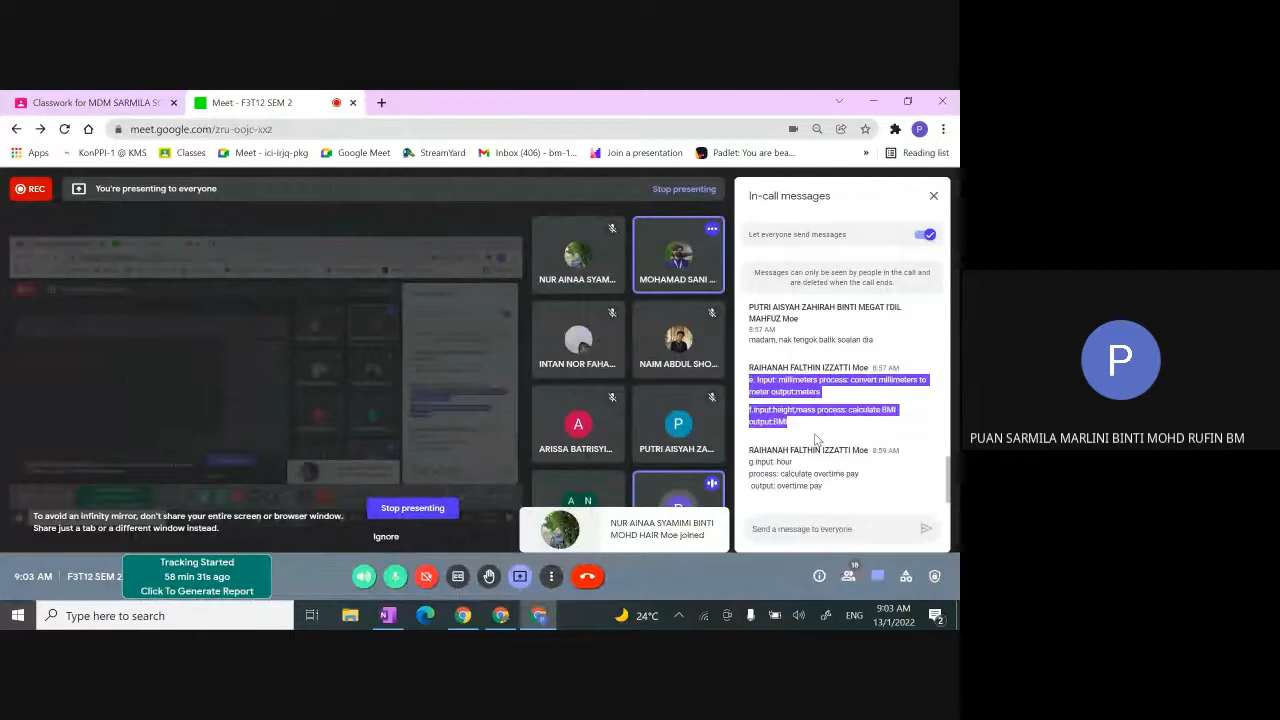 Classwork for MDM SARMILA SC
Meet - F3T12 SEM 2
meet.google.com/zru-oojc-xxz
P
Apps
KonPPI-1 @ KMS
Classes
Meet - ici-irjq-pkg
Google Meet
StreamYard
Inbox (406) - bm-1...
Join a presentation
Padlet: You are bea...
»
Reading list
REC
You're presenting to everyone
Stop presenting
NUR AINAA SYAM...
MOHAMAD SANI ...
INTAN NOR FAHA...
NAIM ABDUL SHO...
A
ARISSA BATRISYI...
P
PUTRI AISYAH ZA...
A N
NUR AINAA SYAMIMI BINTI
MOHD HAIR Moe joined
To avoid an infinity mirror, don't share your entire screen or browser window.
Share just a tab or a different window instead.
Stop presenting
Ignore
In-call messages
Let everyone send messages
Messages can only be seen by people in the call and
are deleted when the call ends.
PUTRI AISYAH ZAHIRAH BINTI MEGAT I'DIL
MAHFUZ Moe
8:57 AM
madam, nak tengok balik soalan dia
RAIHANAH FALTHIN IZZATTI Moe 8:57 AM
e. Input: millimeters process: convert millimeters to
meter output:meters
f.input:height,mass process: calculate BMI
output:BMI
RAIHANAH FALTHIN IZZATTI Moe 8:59 AM
g.input: hour
process: calculate overtime pay
output: overtime pay
Send a message to everyone
9:03 AM
F3T12 SEM 2
Tracking Started
58 min 31s ago
Click To Generate Report
18
Type here to search
24°C
ENG
9:03 AM
13/1/2022
2
P
PUAN SARMILA MARLINI BINTI MOHD RUFIN BM